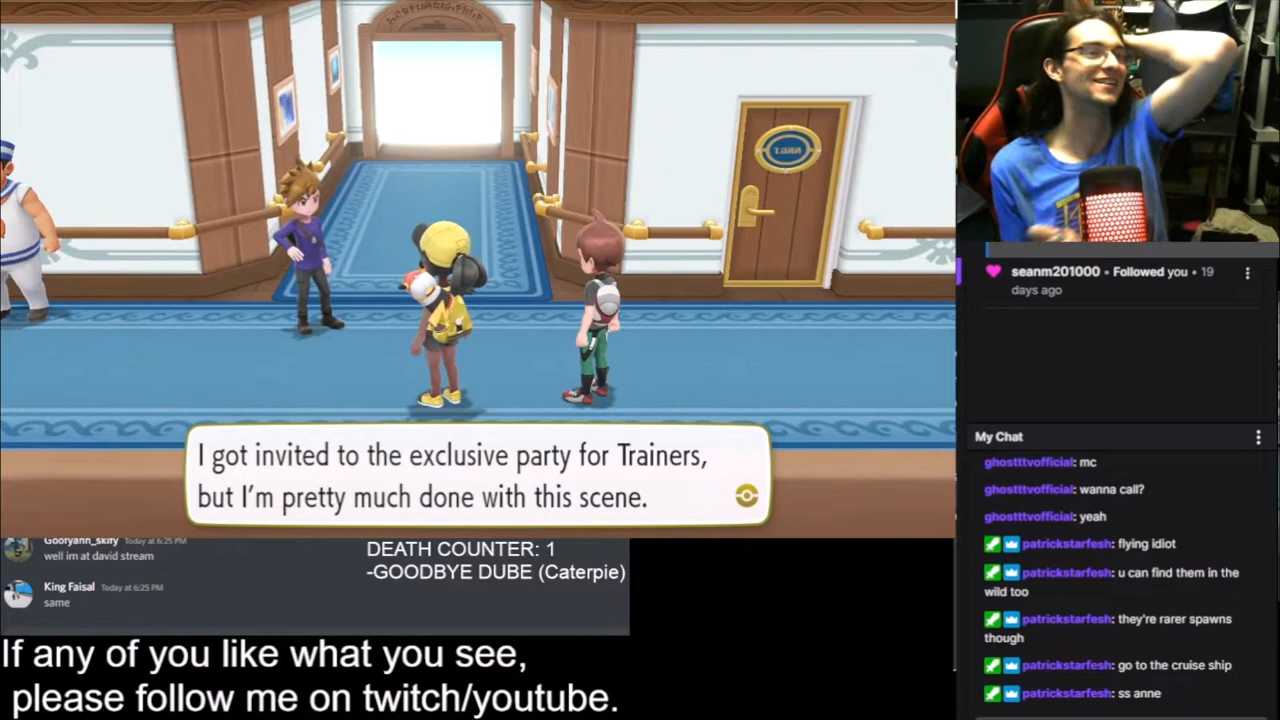 I got invited to the exclusive party for Trainers,
but I'm pretty much done with this scene.
seanm201000 • Followed you • 19
days ago
My Chat
ghostttvofficial: mc
ghostttvofficial: wanna call?
ghostttvofficial: yeah
patrickstarfesh: flying idiot
patrickstarfesh: u can find them in the
wild too
patrickstarfesh: they're rarer spawns
though
patrickstarfesh: go to the cruise ship
patrickstarfesh: ss anne
Goofyahh_skify Today at 6:25 PM
well im at david stream
King Faisal Today at 6:25 PM
same
DEATH COUNTER: 1
-GOODBYE DUBE (Caterpie)
If any of you like what you see,
please follow me on twitch/youtube.